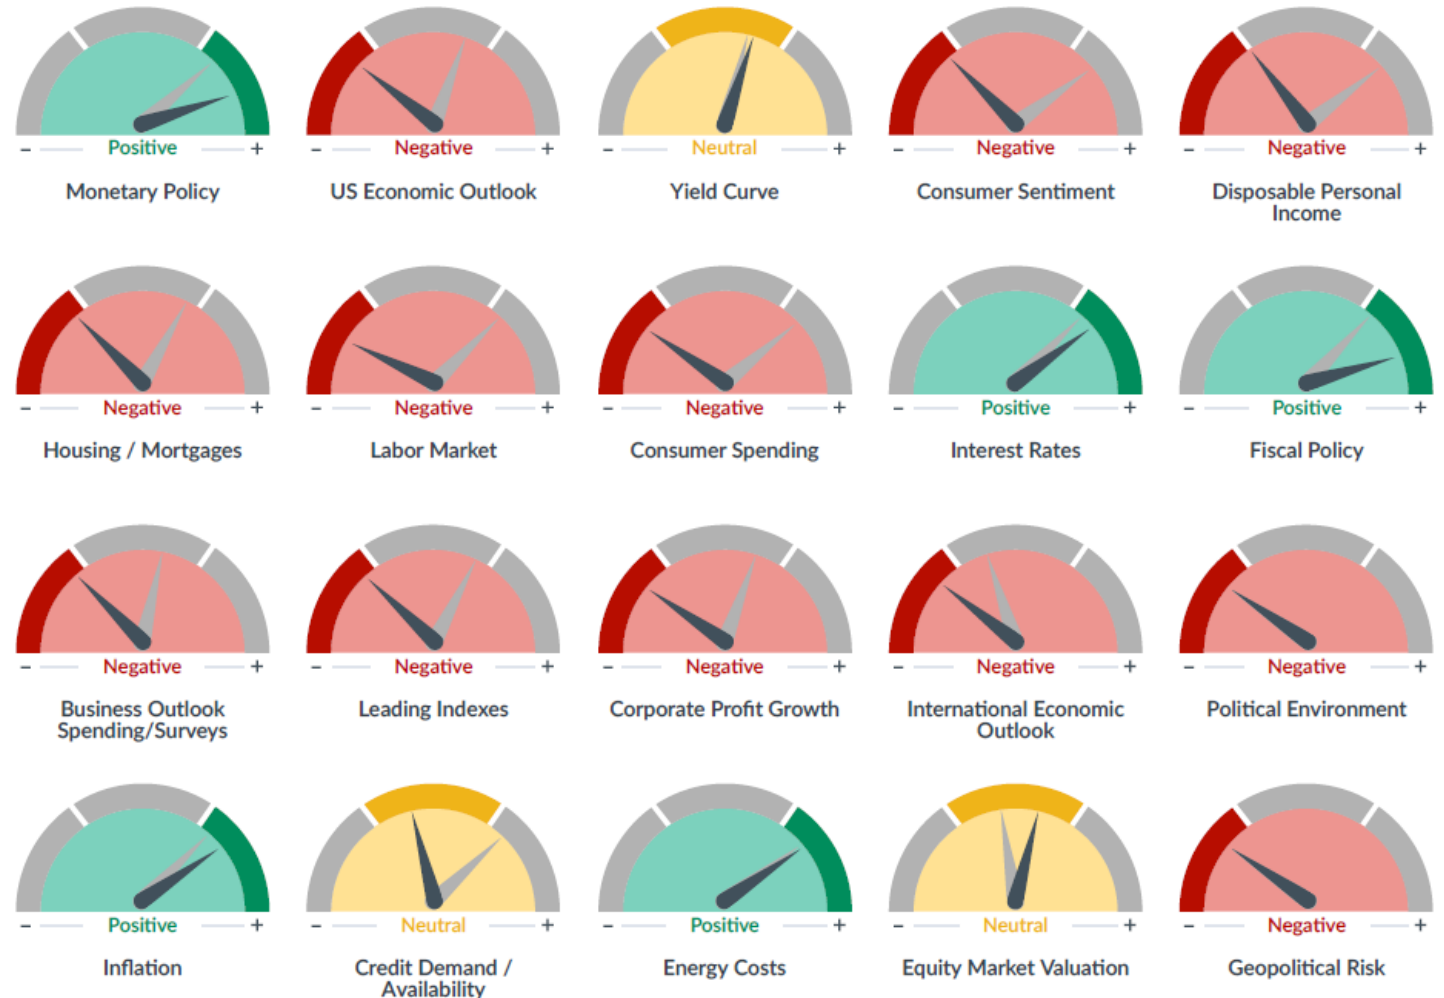 - Positive +
Monetary Policy
- Negative +
US Economic Outlook
- Neutral +
Yield Curve
- Negative +
Consumer Sentiment
- Negative +
Disposable Personal
Income
- Negative +
Housing / Mortgages
- Negative +
Labor Market
- Negative +
Consumer Spending
- Positive +
Interest Rates
- Positive +
Fiscal Policy
- Negative +
Business Outlook
Spending/Surveys
- Negative +
Leading Indexes
- Negative +
Corporate Profit Growth
- Negative +
International Economic
Outlook
- Negative +
Political Environment
- Positive +
Inflation
- Neutral +
Credit Demand /
Availability
- Positive +
Energy Costs
- Neutral +
Equity Market Valuation
- Negative +
Geopolitical Risk